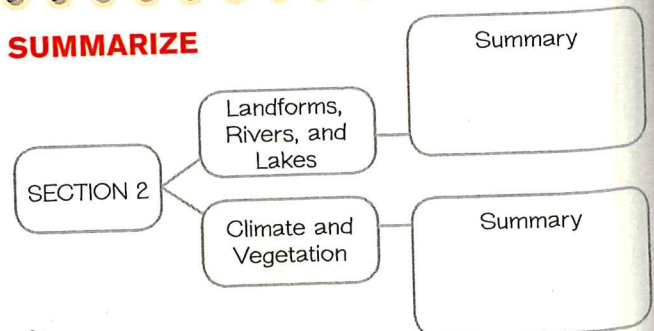 SUMMARIZE
Summary
Landforms,
Rivers, and
Lakes
SECTION 2
Climate and
Vegetation
Summary